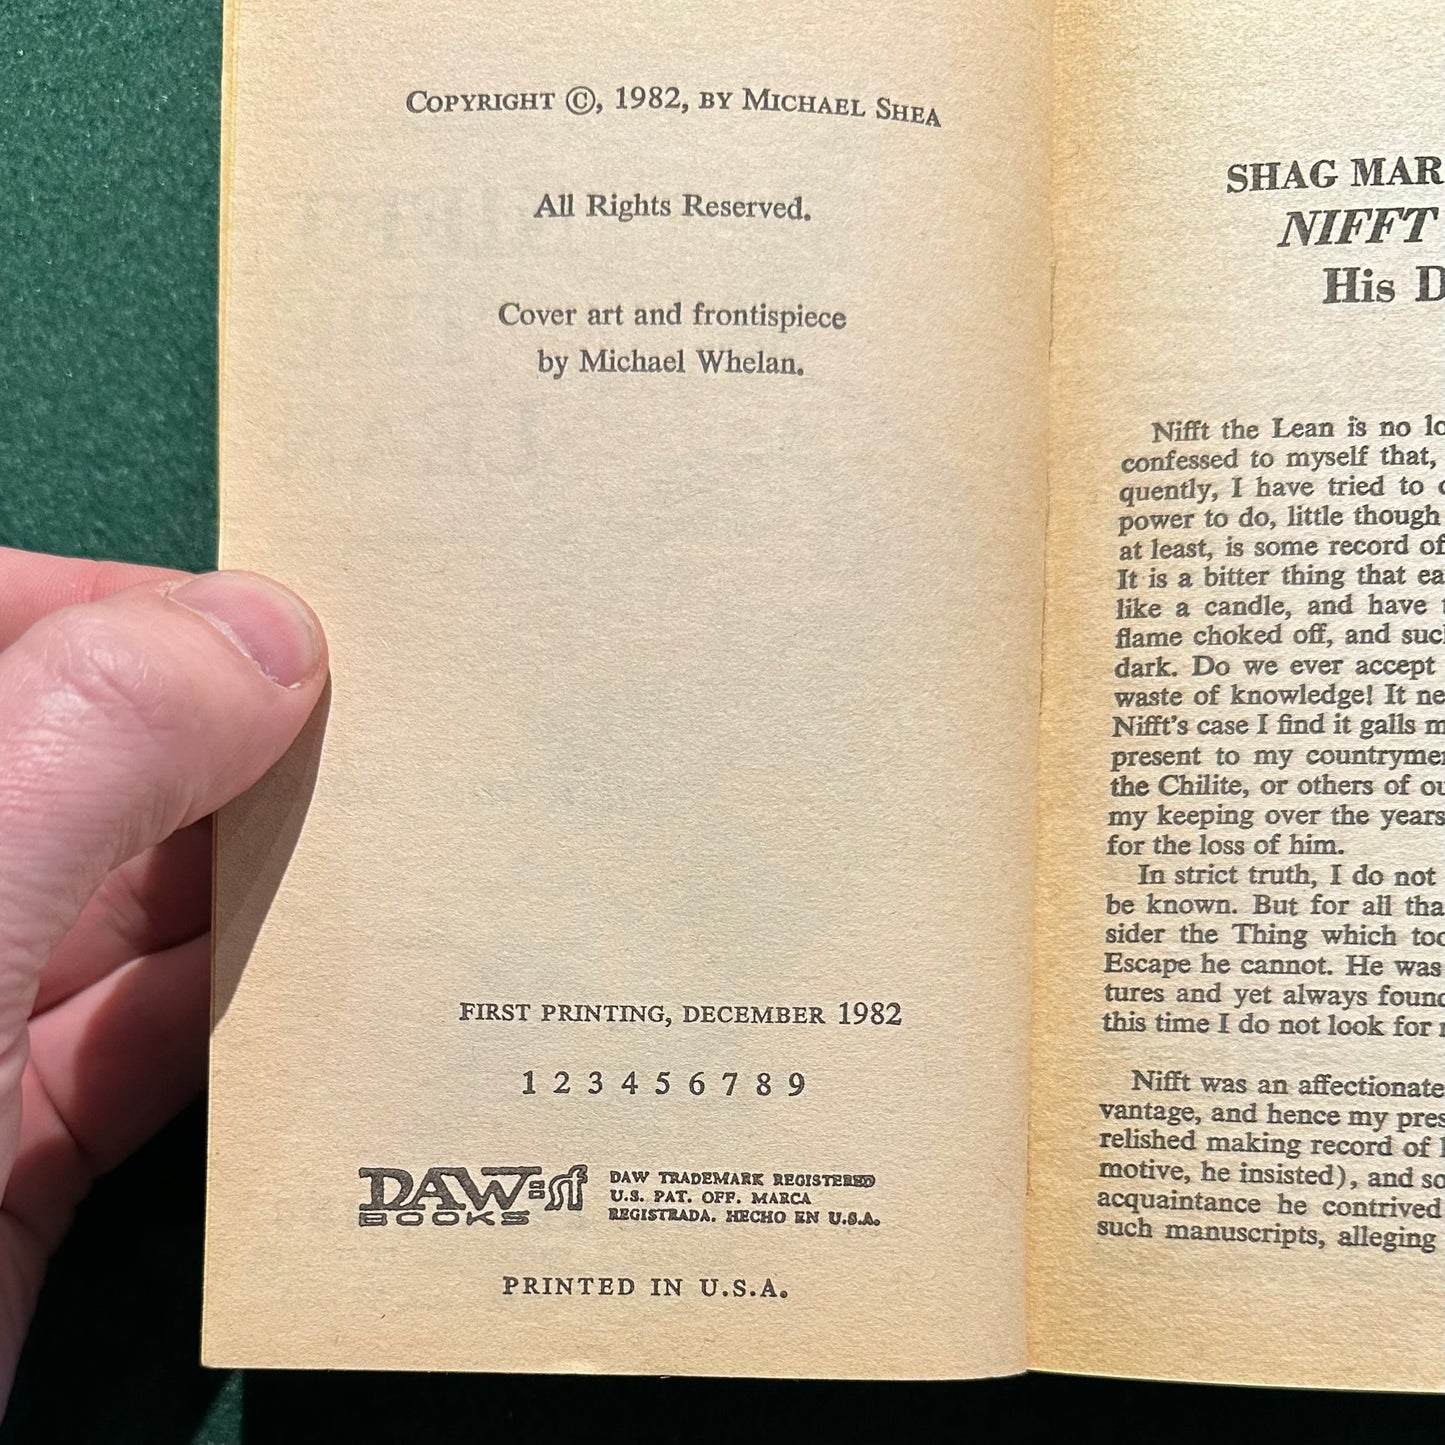 COPYRIGHT ©, 1982, BY MICHAEL SHEA
All Rights Reserved.
Cover art and frontispiece
by Michael Whelan.
FIRST PRINTING, DECEMBER 1982
1 2 3 4 5 6 7 8 9
DAW BOOKS sf
DAW TRADEMARK REGISTERED
U.S. PAT. OFF. MARCA
REGISTRADA. HECHO EN U.S.A.
PRINTED IN U.S.A.
SHAG MAR
NIFFT
His D
Nifft the Lean is no lo
confessed to myself that,
quently, I have tried to
power to do, little though
at least, is some record of
It is a bitter thing that ea
like a candle, and have t
flame choked off, and such
dark. Do we ever accept
waste of knowledge! It ne
Nifft's case I find it galls m
present to my countrymen
the Chilite, or others of ou
my keeping over the years
for the loss of him.
In strict truth, I do not
be known. But for all tha
sider the Thing which too
Escape he cannot. He was
tures and yet always found
this time I do not look for
Nifft was an affectionate
vantage, and hence my pres
relished making record of
motive, he insisted), and so
acquaintance he contrived
such manuscripts, alleging